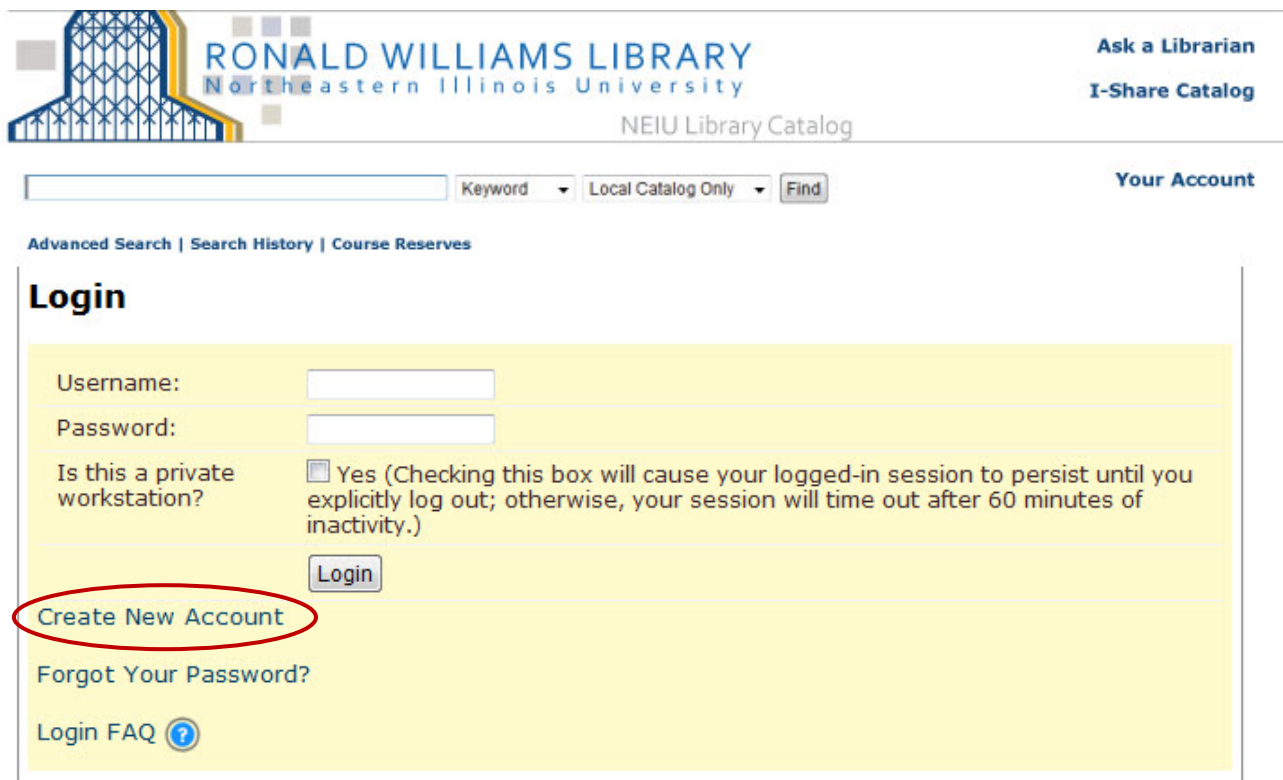 RONALD WILLIAMS LIBRARY
Northeastern Illinois University
NEIU Library Catalog
Ask a Librarian
I-Share Catalog
Keyword Local Catalog Only Find
Your Account
Advanced Search | Search History | Course Reserves
Login
Username:
Password:
Is this a private
workstation?
Yes (Checking this box will cause your logged-in session to persist until you
explicitly log out; otherwise, your session will time out after 60 minutes of
inactivity.)
Login
Create New Account
Forgot Your Password?
Login FAQ ?